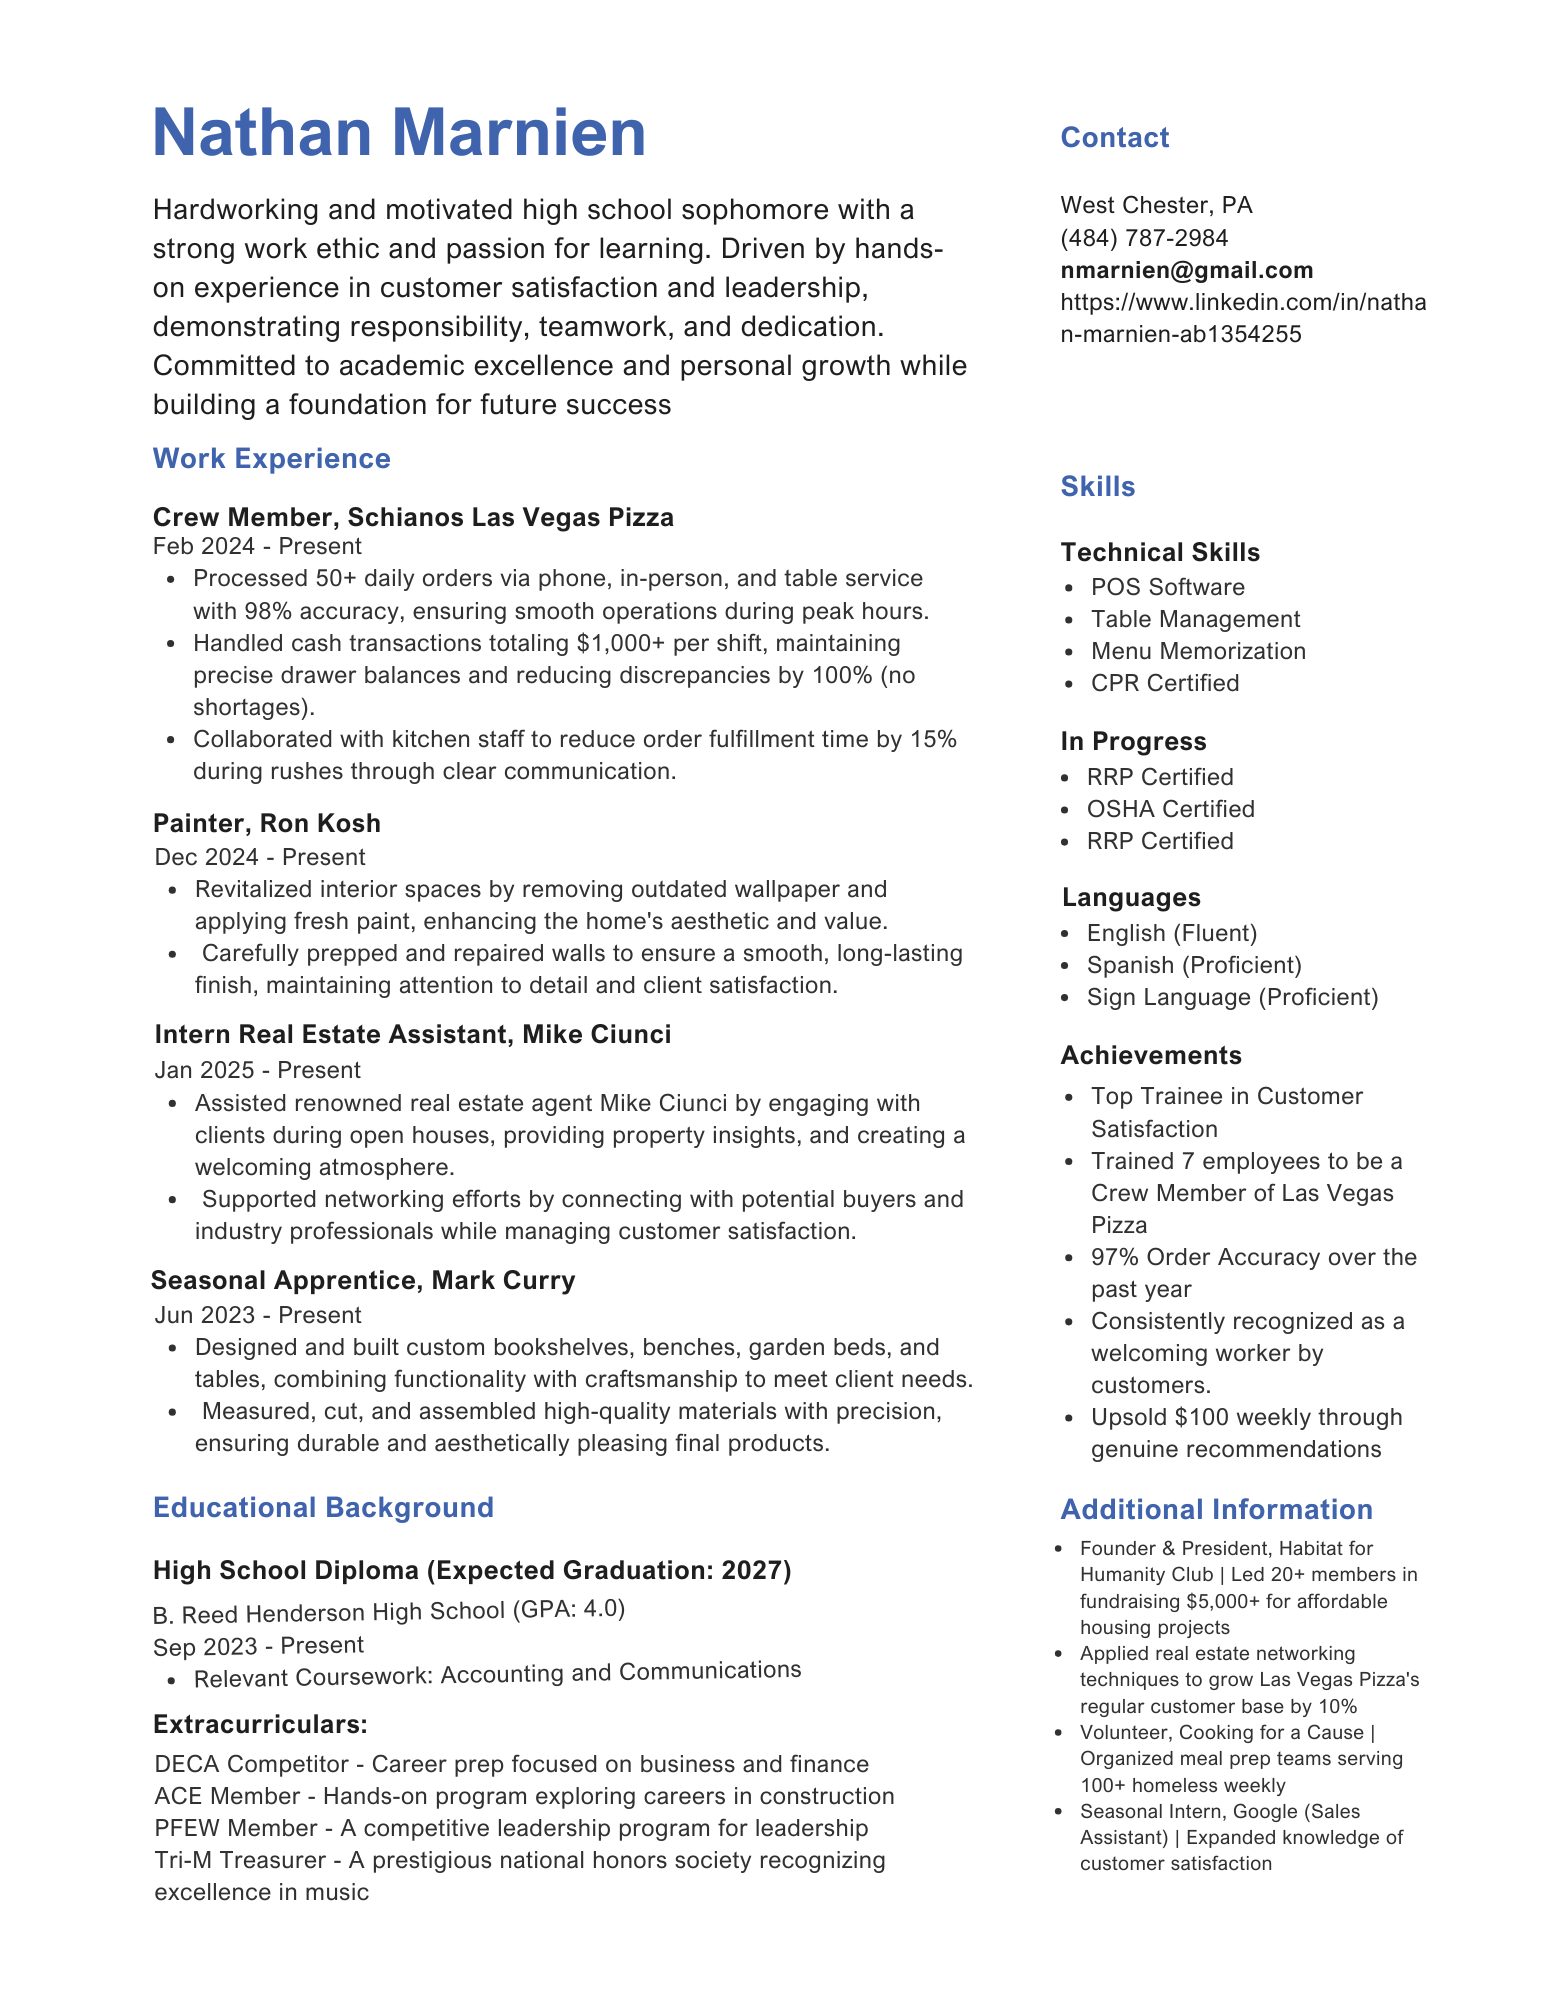 Nathan Marnien
Hardworking and motivated high school sophomore with a
strong work ethic and passion for learning. Driven by hands-
on experience in customer satisfaction and leadership,
demonstrating responsibility, teamwork, and dedication.
Committed to academic excellence and personal growth while
building a foundation for future success
Work Experience
Crew Member, Schianos Las Vegas Pizza
Feb 2024 - Present
• Processed 50+ daily orders via phone, in-person, and table service
with 98% accuracy, ensuring smooth operations during peak hours.
• Handled cash transactions totaling $1,000+ per shift, maintaining
precise drawer balances and reducing discrepancies by 100% (no
shortages).
• Collaborated with kitchen staff to reduce order fulfillment time by 15%
during rushes through clear communication.
Painter, Ron Kosh
Dec 2024 - Present
• Revitalized interior spaces by removing outdated wallpaper and
applying fresh paint, enhancing the home's aesthetic and value.
• Carefully prepped and repaired walls to ensure a smooth, long-lasting
finish, maintaining attention to detail and client satisfaction.
Intern Real Estate Assistant, Mike Ciunci
Jan 2025 - Present
• Assisted renowned real estate agent Mike Ciunci by engaging with
clients during open houses, providing property insights, and creating a
welcoming atmosphere.
• Supported networking efforts by connecting with potential buyers and
industry professionals while managing customer satisfaction.
Seasonal Apprentice, Mark Curry
Jun 2023 - Present
• Designed and built custom bookshelves, benches, garden beds, and
tables, combining functionality with craftsmanship to meet client needs.
• Measured, cut, and assembled high-quality materials with precision,
ensuring durable and aesthetically pleasing final products.
Educational Background
High School Diploma (Expected Graduation: 2027)
B. Reed Henderson High School (GPA: 4.0)
Sep 2023 - Present
• Relevant Coursework: Accounting and Communications
Extracurriculars:
DECA Competitor - Career prep focused on business and finance
ACE Member - Hands-on program exploring careers in construction
PFEW Member - A competitive leadership program for leadership
Tri-M Treasurer - A prestigious national honors society recognizing
excellence in music
Contact
West Chester, PA
(484) 787-2984
nmarnien@gmail.com
https://www.linkedin.com/in/natha
n-marnien-ab1354255
Skills
Technical Skills
• POS Software
• Table Management
• Menu Memorization
• CPR Certified
In Progress
• RRP Certified
• OSHA Certified
• RRP Certified
Languages
• English (Fluent)
• Spanish (Proficient)
• Sign Language (Proficient)
Achievements
• Top Trainee in Customer
Satisfaction
• Trained 7 employees to be a
Crew Member of Las Vegas
Pizza
• 97% Order Accuracy over the
past year
• Consistently recognized as a
welcoming worker by
customers.
• Upsold $100 weekly through
genuine recommendations
Additional Information
• Founder & President, Habitat for
Humanity Club | Led 20+ members in
fundraising $5,000+ for affordable
housing projects
• Applied real estate networking
techniques to grow Las Vegas Pizza's
regular customer base by 10%
• Volunteer, Cooking for a Cause |
Organized meal prep teams serving
100+ homeless weekly
• Seasonal Intern, Google (Sales
Assistant) | Expanded knowledge of
customer satisfaction